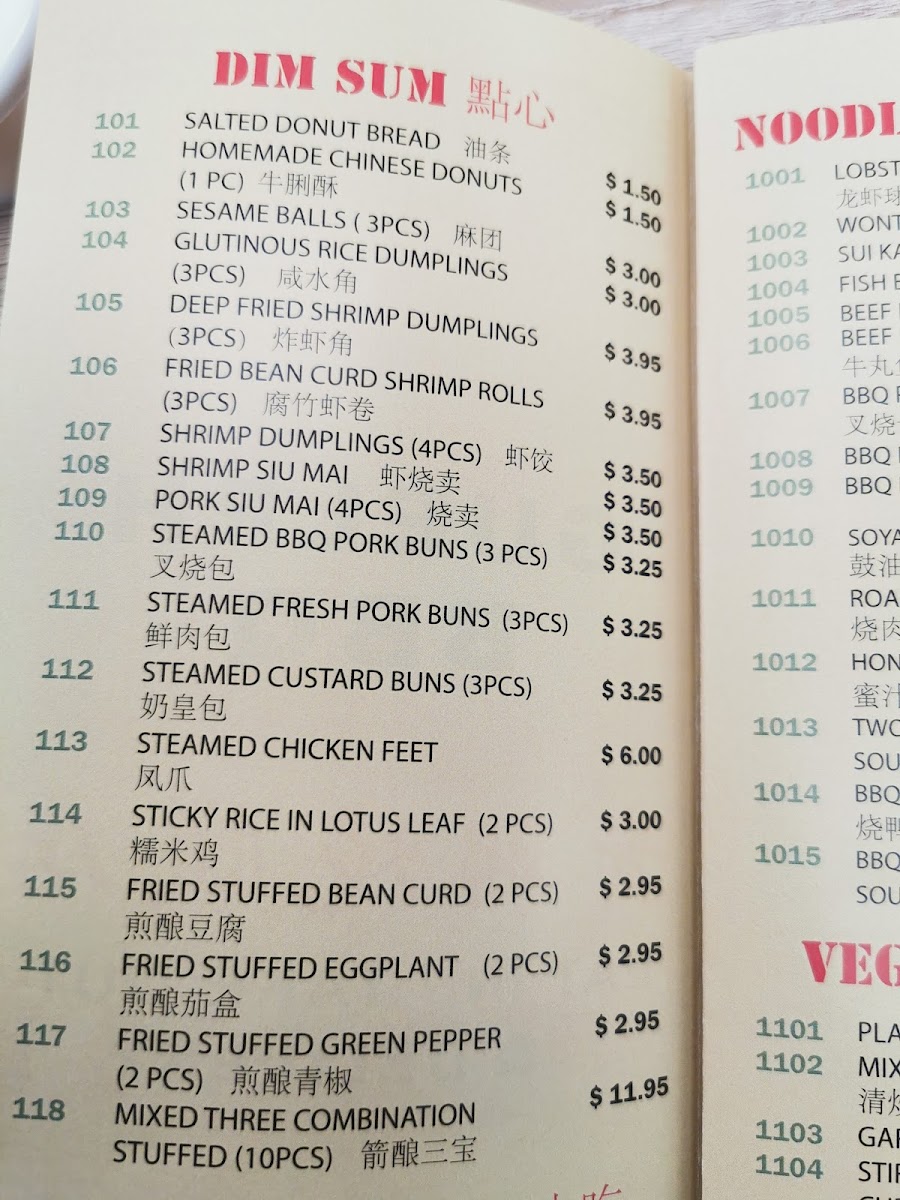 DIM SUM 點心
101 SALTED DONUT BREAD 油条 $ 1.50
102 HOMEMADE CHINESE DONUTS $ 1.50
(1 PC) 牛脷酥
103 SESAME BALLS ( 3PCS) 麻团 $ 3.00
104 GLUTINOUS RICE DUMPLINGS $ 3.00
(3PCS) 咸水角
105 DEEP FRIED SHRIMP DUMPLINGS $ 3.95
(3PCS) 炸虾角
106 FRIED BEAN CURD SHRIMP ROLLS $ 3.95
(3PCS) 腐竹虾卷
107 SHRIMP DUMPLINGS (4PCS) 虾饺 $ 3.50
108 SHRIMP SIU MAI 虾烧卖 $ 3.50
109 PORK SIU MAI (4PCS) 烧卖 $ 3.50
110 STEAMED BBQ PORK BUNS (3 PCS) $ 3.25
叉烧包
111 STEAMED FRESH PORK BUNS (3PCS) $ 3.25
鲜肉包
112 STEAMED CUSTARD BUNS (3PCS) $ 3.25
奶皇包
113 STEAMED CHICKEN FEET $ 6.00
凤爪
114 STICKY RICE IN LOTUS LEAF (2 PCS) $ 3.00
糯米鸡
115 FRIED STUFFED BEAN CURD (2 PCS) $ 2.95
煎酿豆腐
116 FRIED STUFFED EGGPLANT (2 PCS) $ 2.95
煎酿茄盒
117 FRIED STUFFED GREEN PEPPER $ 2.95
(2 PCS) 煎酿青椒
118 MIXED THREE COMBINATION $ 11.95
STUFFED (10PCS) 箭酿三宝
NOODL
1001 LOBST
龙虾球
1002 WONT
1003 SUI KA
1004 FISH B
1005 BEEF
1006 BEEF
牛丸
1007 BBQ
叉烧
1008 BBQ
1009 BBQ
1010 SOYA
鼓油
1011 ROA
烧肉
1012 HON
蜜汁
1013 TWO
SOU
1014 BBQ
烧鸭
1015 BBQ
SOU
VEG
1101 PLA
1102 MIX
清炒
1103 GAR
1104 STIR